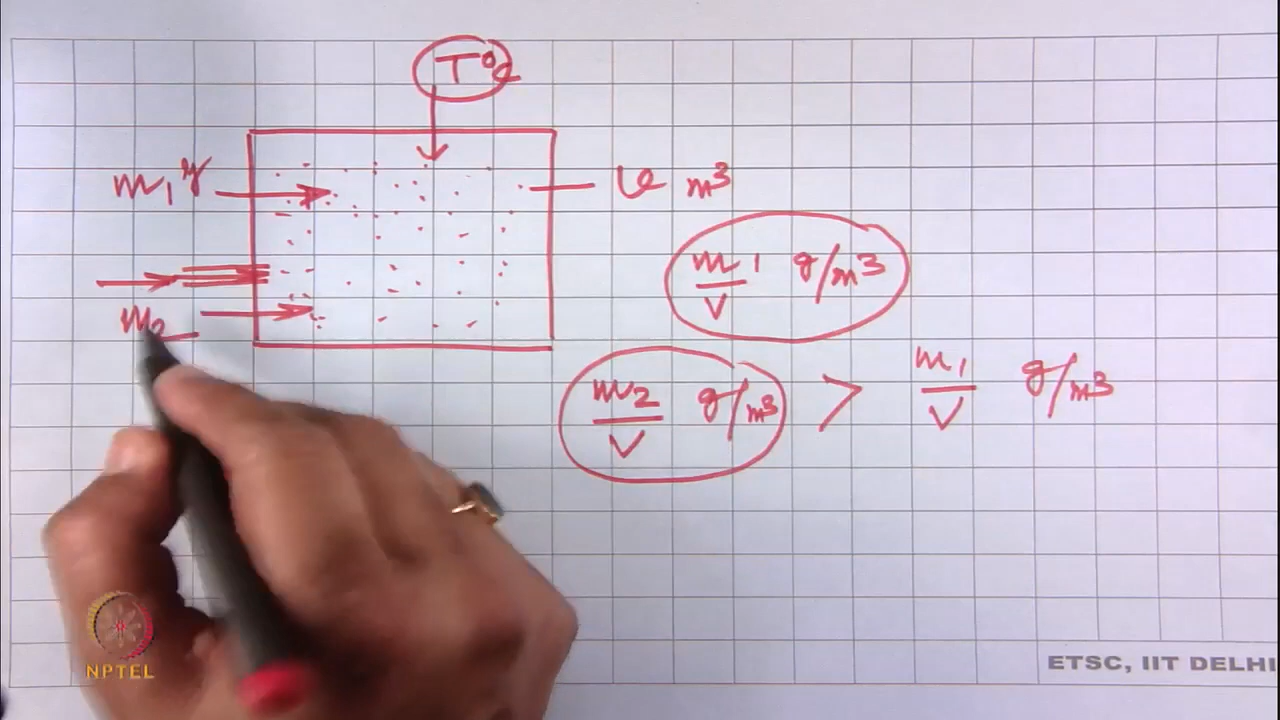 T°C
m₁ g
V m³
m₁/V g/m³
m₂
m₂/V g/m³ > m₁/V g/m³
NPTEL
ETSC, IIT DELHI